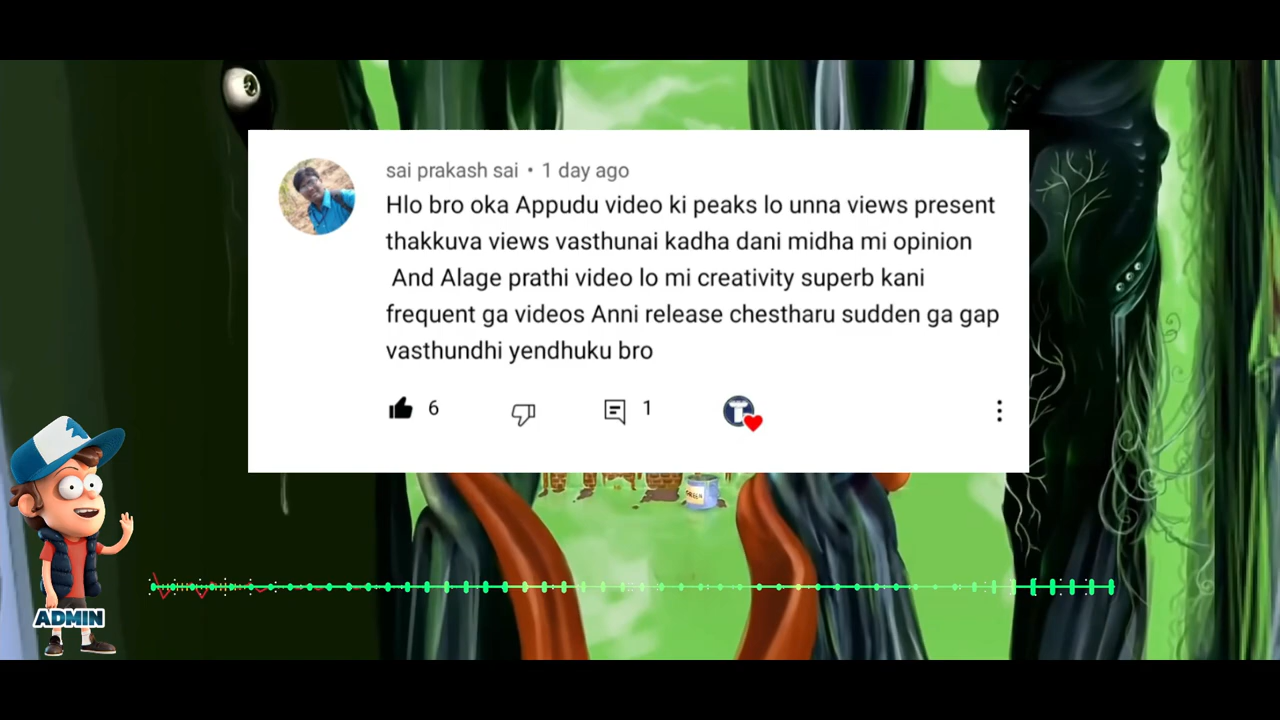 sai prakash sai • 1 day ago
Hlo bro oka Appudu video ki peaks lo unna views present
thakkuva views vasthunai kadha dani midha mi opinion
And Alage prathi video lo mi creativity superb kani
frequent ga videos Anni release chestharu sudden ga gap
vasthundhi yendhuku bro
6 1
GREEN
ADMIN